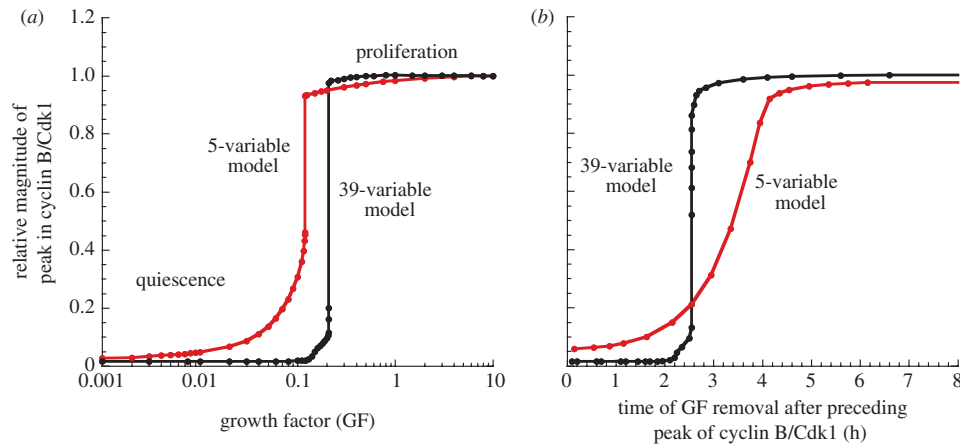 (a)
1.2
1.0
0.8
0.6
0.4
0.2
0
relative magnitude of
peak in cyclin B/Cdk1
proliferation
5-variable
model
39-variable
model
quiescence
0.001
0.01
0.1
1
10
growth factor (GF)
(b)
39-variable
model
5-variable
model
0
1
2
3
4
5
6
7
8
time of GF removal after preceding
peak of cyclin B/Cdk1 (h)